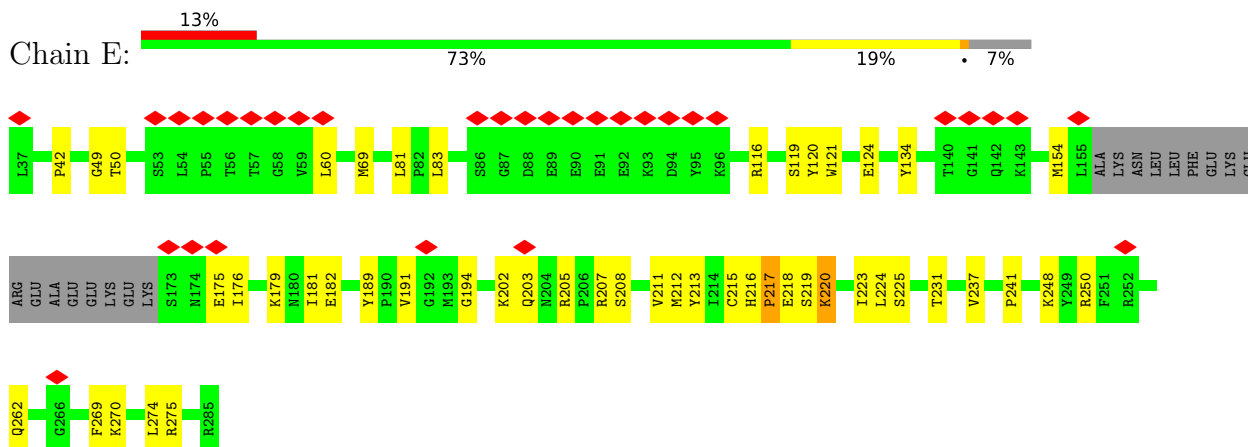 13%
Chain E:
73% 19% • 7%
L37 P42 G49 T50 S53 L54 P55 T56 T57 G58 V59 L60 M69 L81 P82 L83 S86 G87 D88 E89 E90 E91 E92 K93 D94 Y95 K96 R116 S119 Y120 W121 E124 Y134 T140 G141 Q142 K143 M154 L155 ALA LYS ASN LEU LEU PHE GLU LYS GLU
ARG GLU ALA GLU GLU LYS GLU LYS S173 N174 E175 I176 K179 N180 I181 E182 Y189 P190 V191 G192 M193 G194 K202 Q203 N204 R205 P206 R207 S208 V211 M212 Y213 I214 C215 H216 P217 E218 S219 K220 I223 L224 S225 T231 V237 P241 K248 Y249 R250 F251 R252
Q262 G266 F269 K270 L274 R275 R285